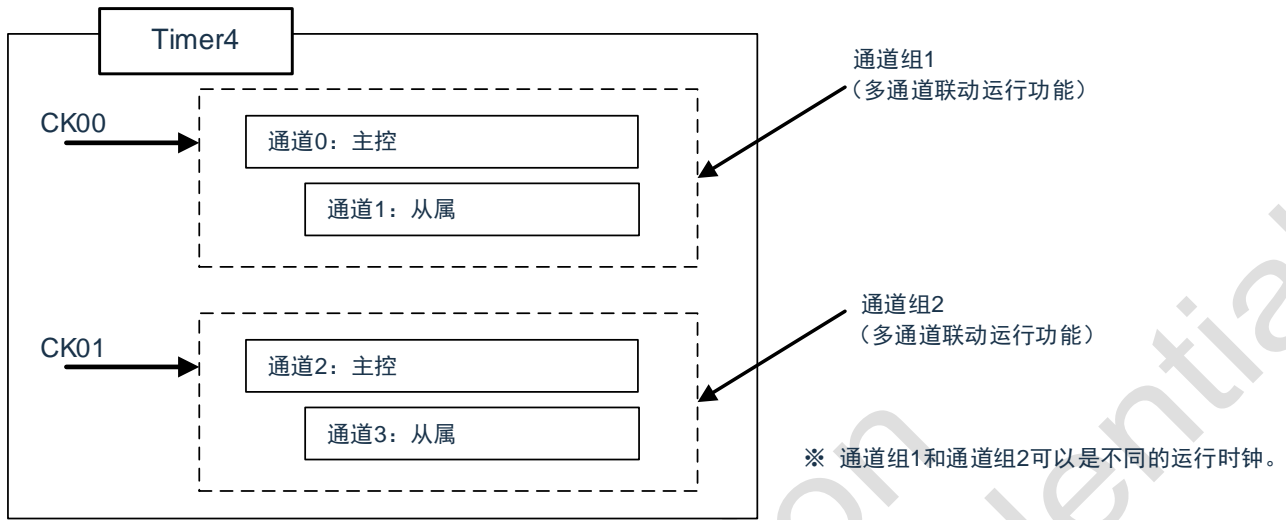 Timer4
通道组1
（多通道联动运行功能）
CK00
通道0：主控
通道1：从属
通道组2
（多通道联动运行功能）
CK01
通道2：主控
通道3：从属
※ 通道组1和通道组2可以是不同的运行时钟。